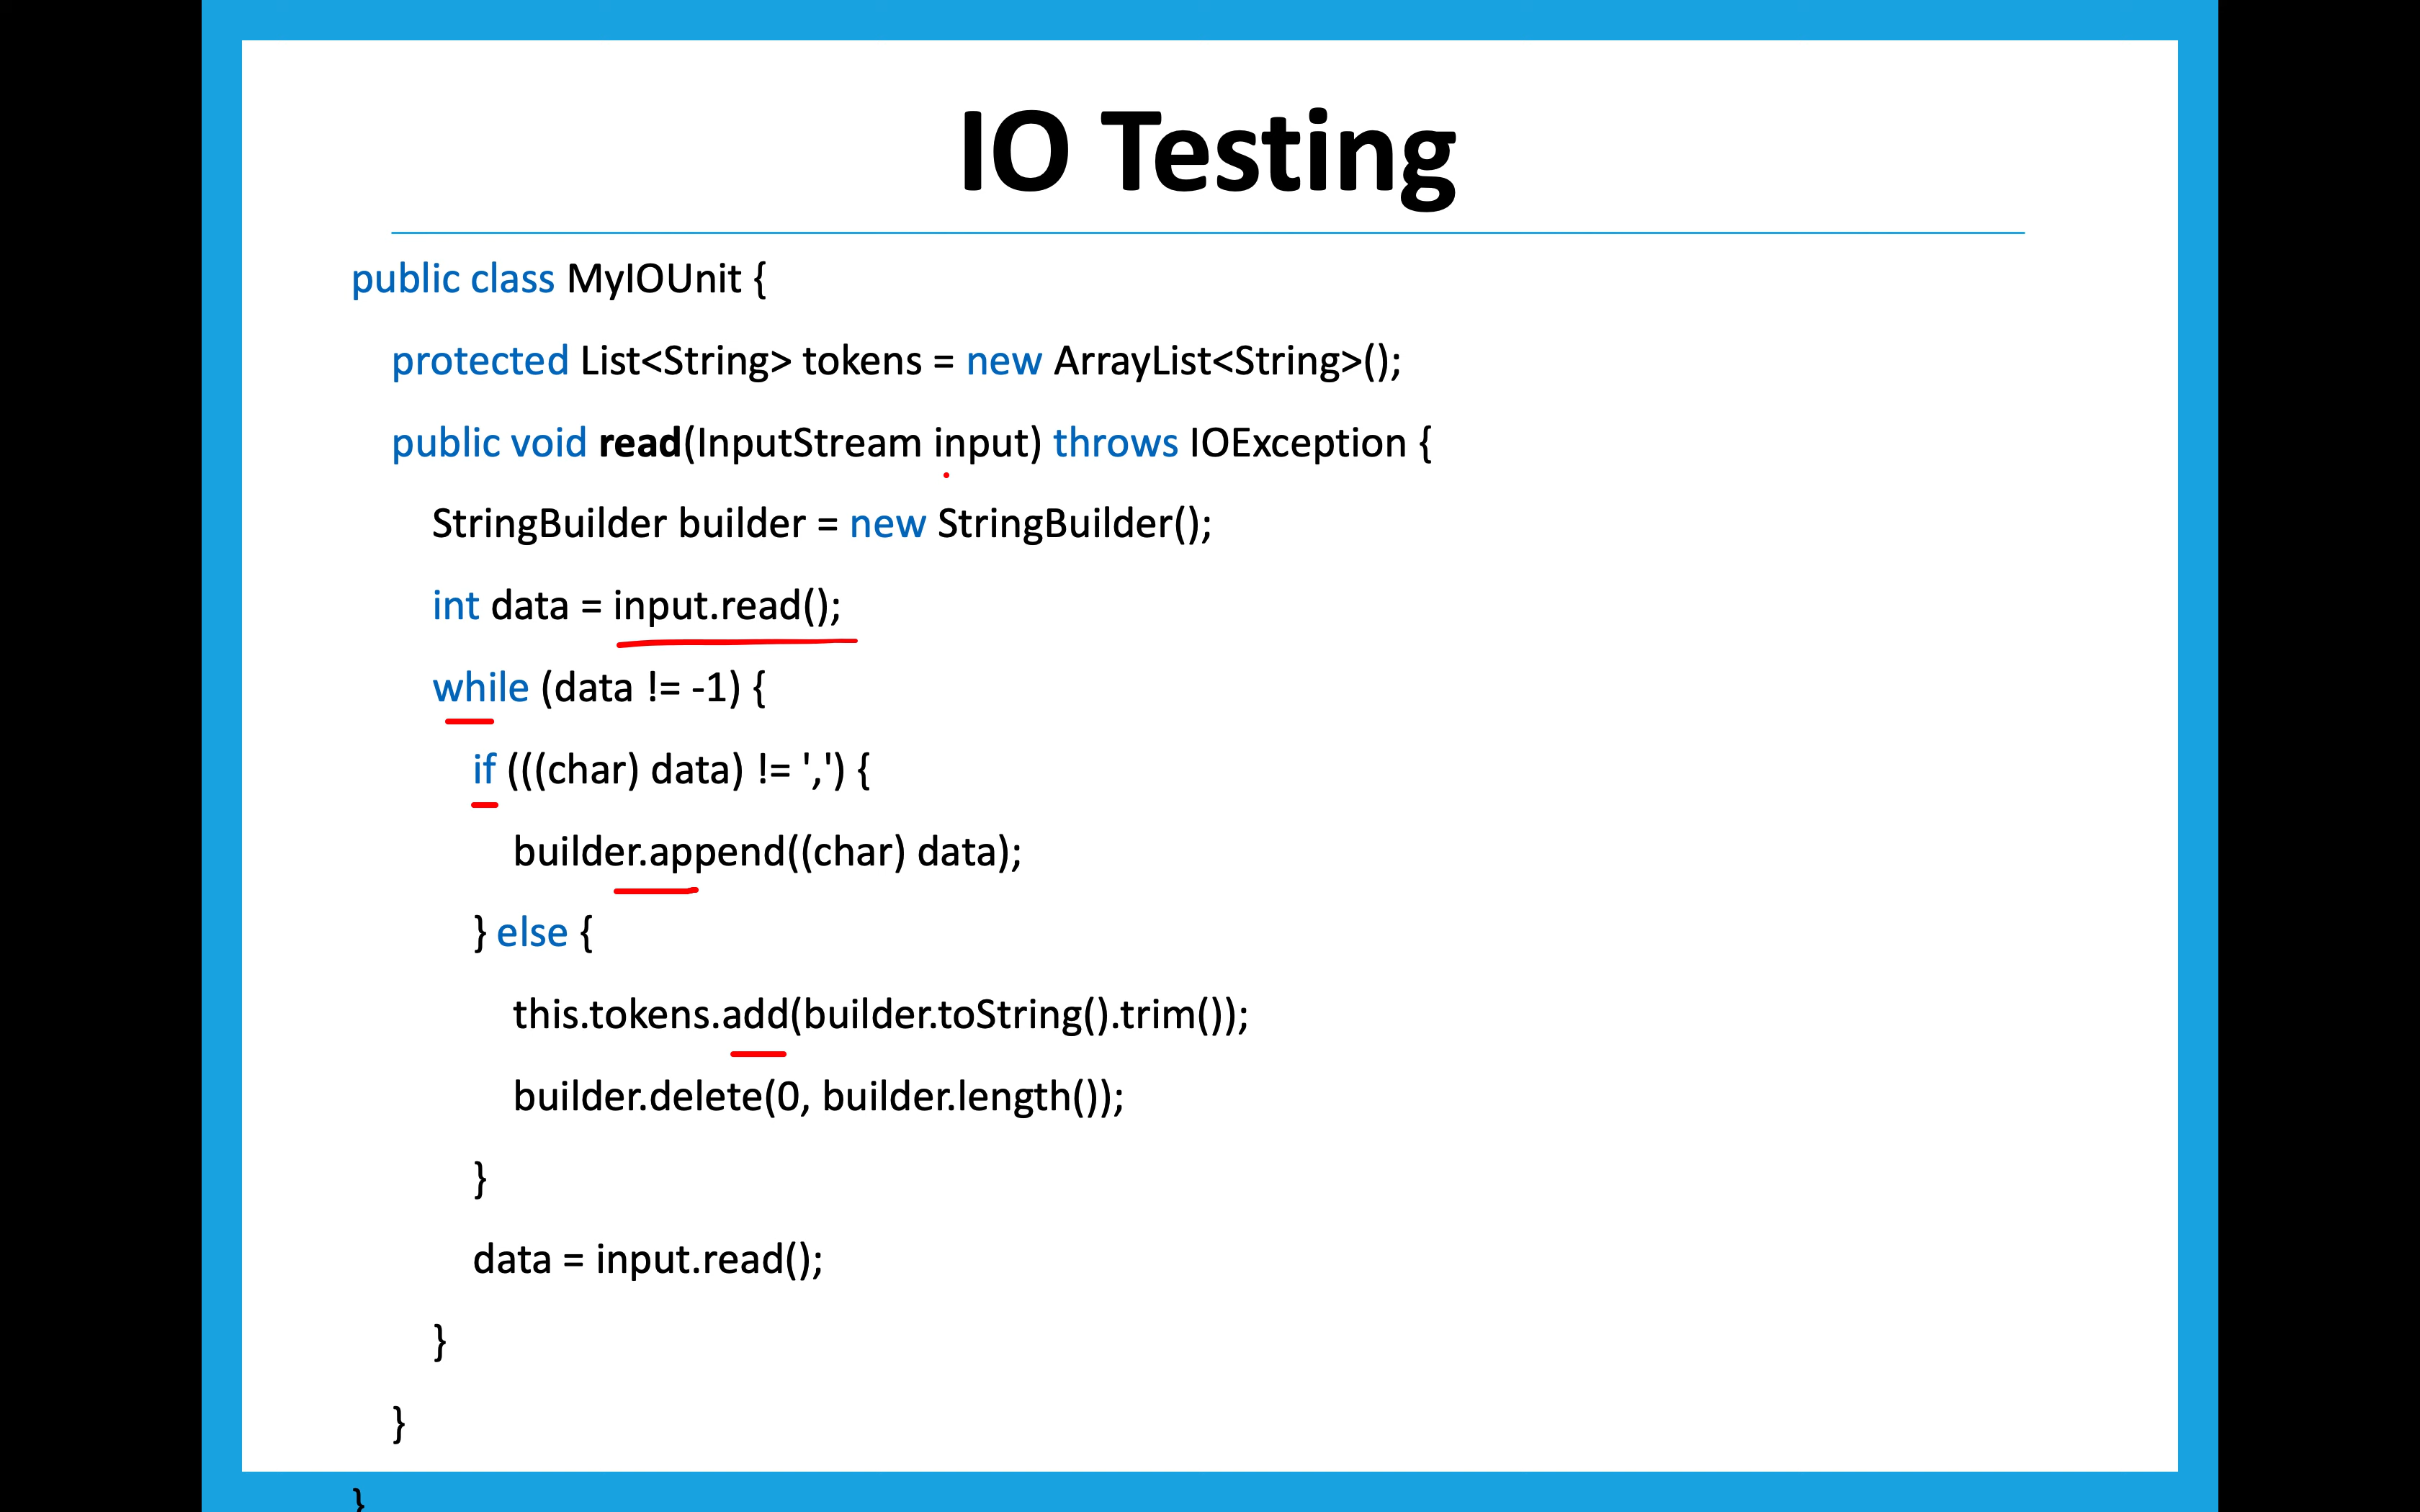 IO Testing
public class MyIOUnit {
protected List<String> tokens = new ArrayList<String>();
public void read(InputStream input) throws IOException {
StringBuilder builder = new StringBuilder();
int data = input.read();
while (data != -1) {
if (((char) data) != ',') {
builder.append((char) data);
} else {
this.tokens.add(builder.toString().trim());
builder.delete(0, builder.length());
}
data = input.read();
}
}
}